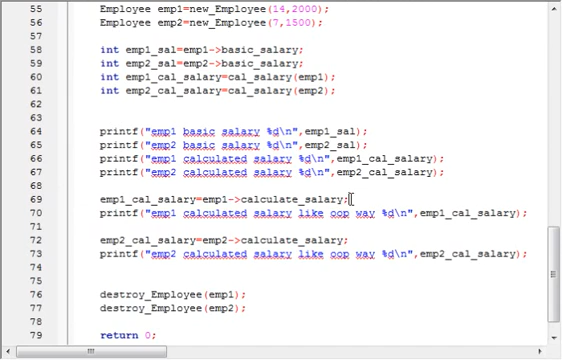 55 Employee emp1=new_Employee(14,2000);
56 Employee emp2=new_Employee(7,1500);
57
58 int emp1_sal=emp1->basic_salary;
59 int emp2_sal=emp2->basic_salary;
60 int emp1_cal_salary=cal_salary(emp1);
61 int emp2_cal_salary=cal_salary(emp2);
62
63
64 printf("emp1 basic salary %d\n",emp1_sal);
65 printf("emp2 basic salary %d\n",emp2_sal);
66 printf("emp1 calculated salary %d\n",emp1_cal_salary);
67 printf("emp2 calculated salary %d\n",emp2_cal_salary);
68
69 emp1_cal_salary=emp1->calculate_salary;
70 printf("emp1 calculated salary like oop way %d\n",emp1_cal_salary);
71
72 emp2_cal_salary=emp2->calculate_salary;
73 printf("emp2 calculated salary like oop way %d\n",emp2_cal_salary);
74
75
76 destroy_Employee(emp1);
77 destroy_Employee(emp2);
78
79 return 0;